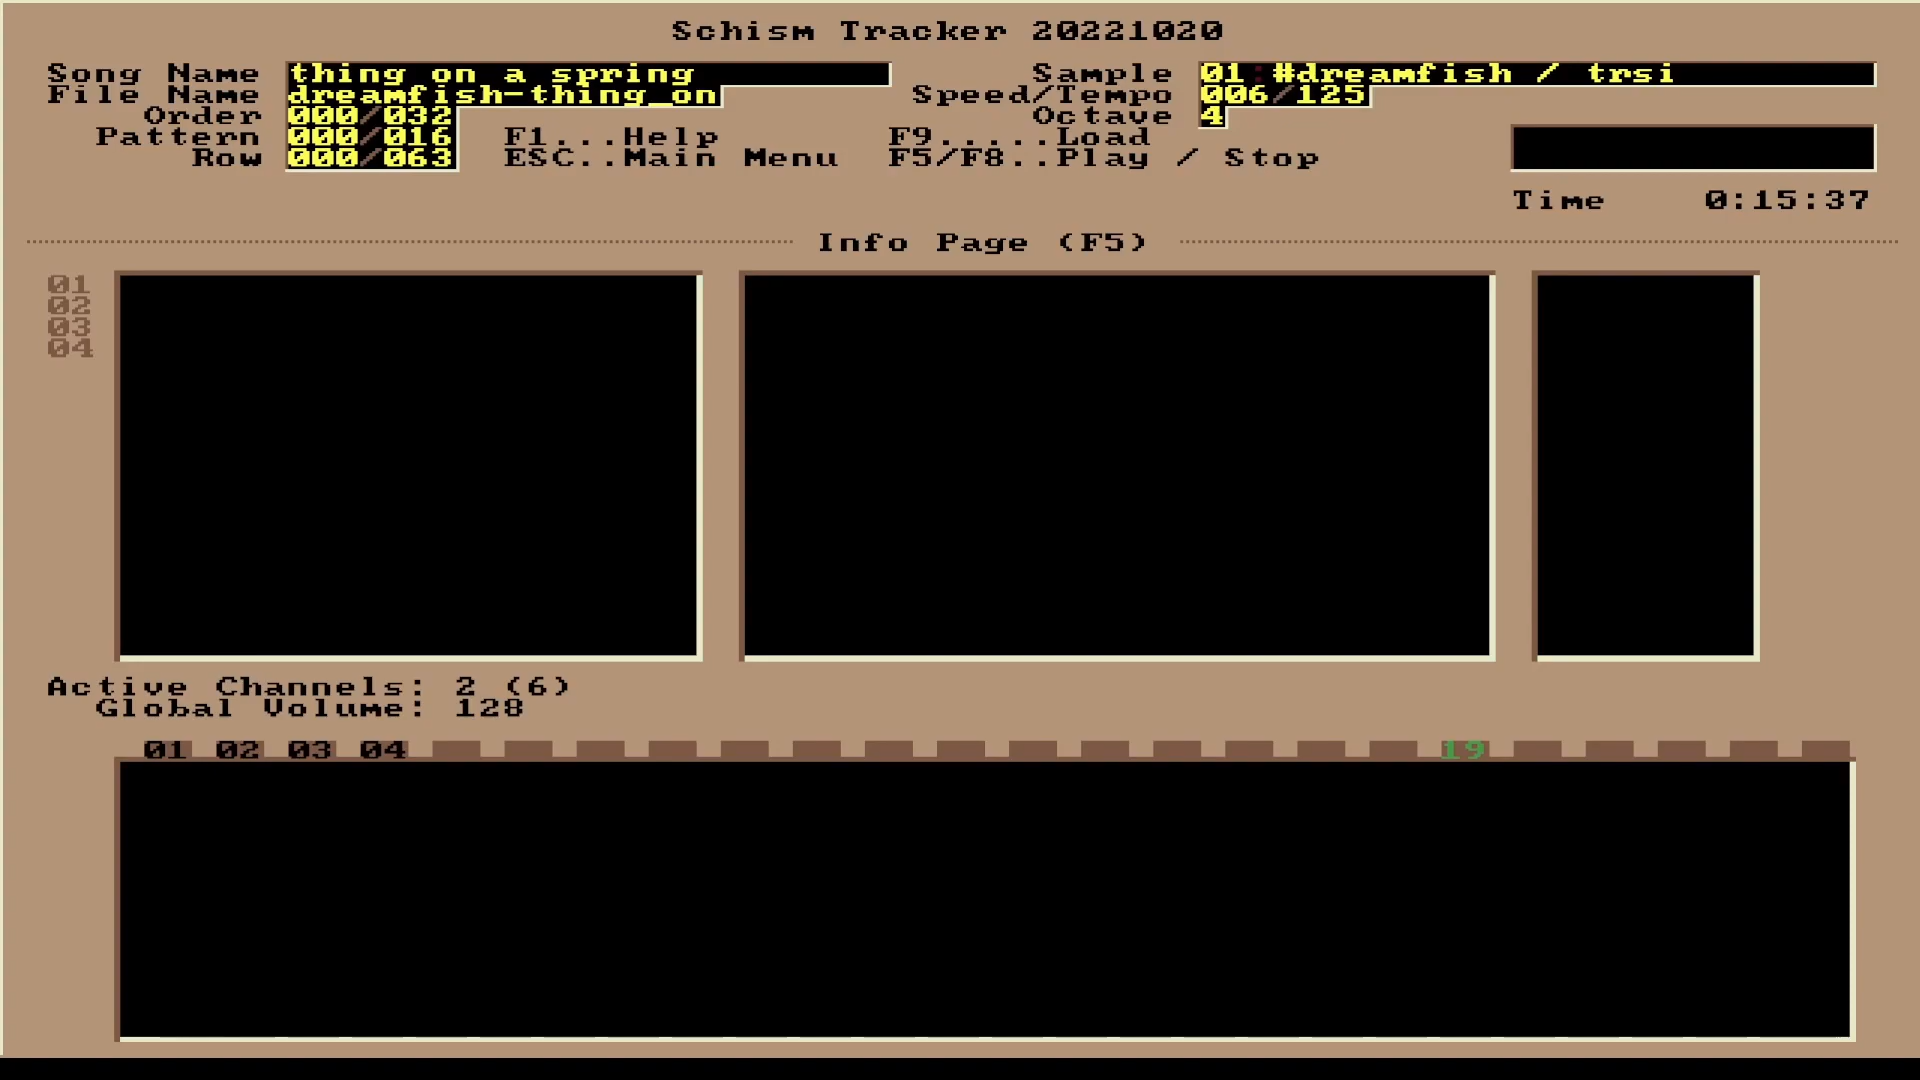 Schism Tracker 20221020
Song Name thing on a spring Sample 01:#dreamfish / trsi
File Name dreamfish-thing_on Speed/Tempo 006/125
Order 000/032 Octave 4
Pattern 000/016 F1...Help F9.....Load
Row 000/063 ESC..Main Menu F5/F8..Play / Stop
Time 0:15:37
Info Page (F5)
01
02
03
04
Active Channels: 2 (6)
Global Volume: 128
01 02 03 04 19